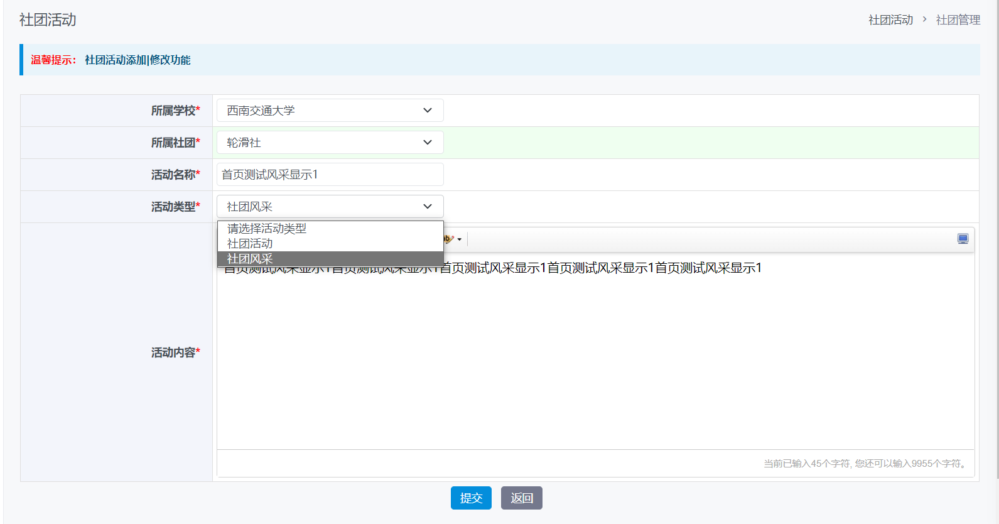 社团活动
社团活动 > 社团管理
温馨提示： 社团活动添加|修改功能
所属学校* 西南交通大学
所属社团* 轮滑社
活动名称* 首页测试风采显示1
活动类型* 社团风采
请选择活动类型
社团活动
社团风采
首页测试风采显示1首页测试风采显示1首页测试风采显示1首页测试风采显示1首页测试风采显示1
活动内容*
当前已输入45个字符, 您还可以输入9955个字符。
提交 返回